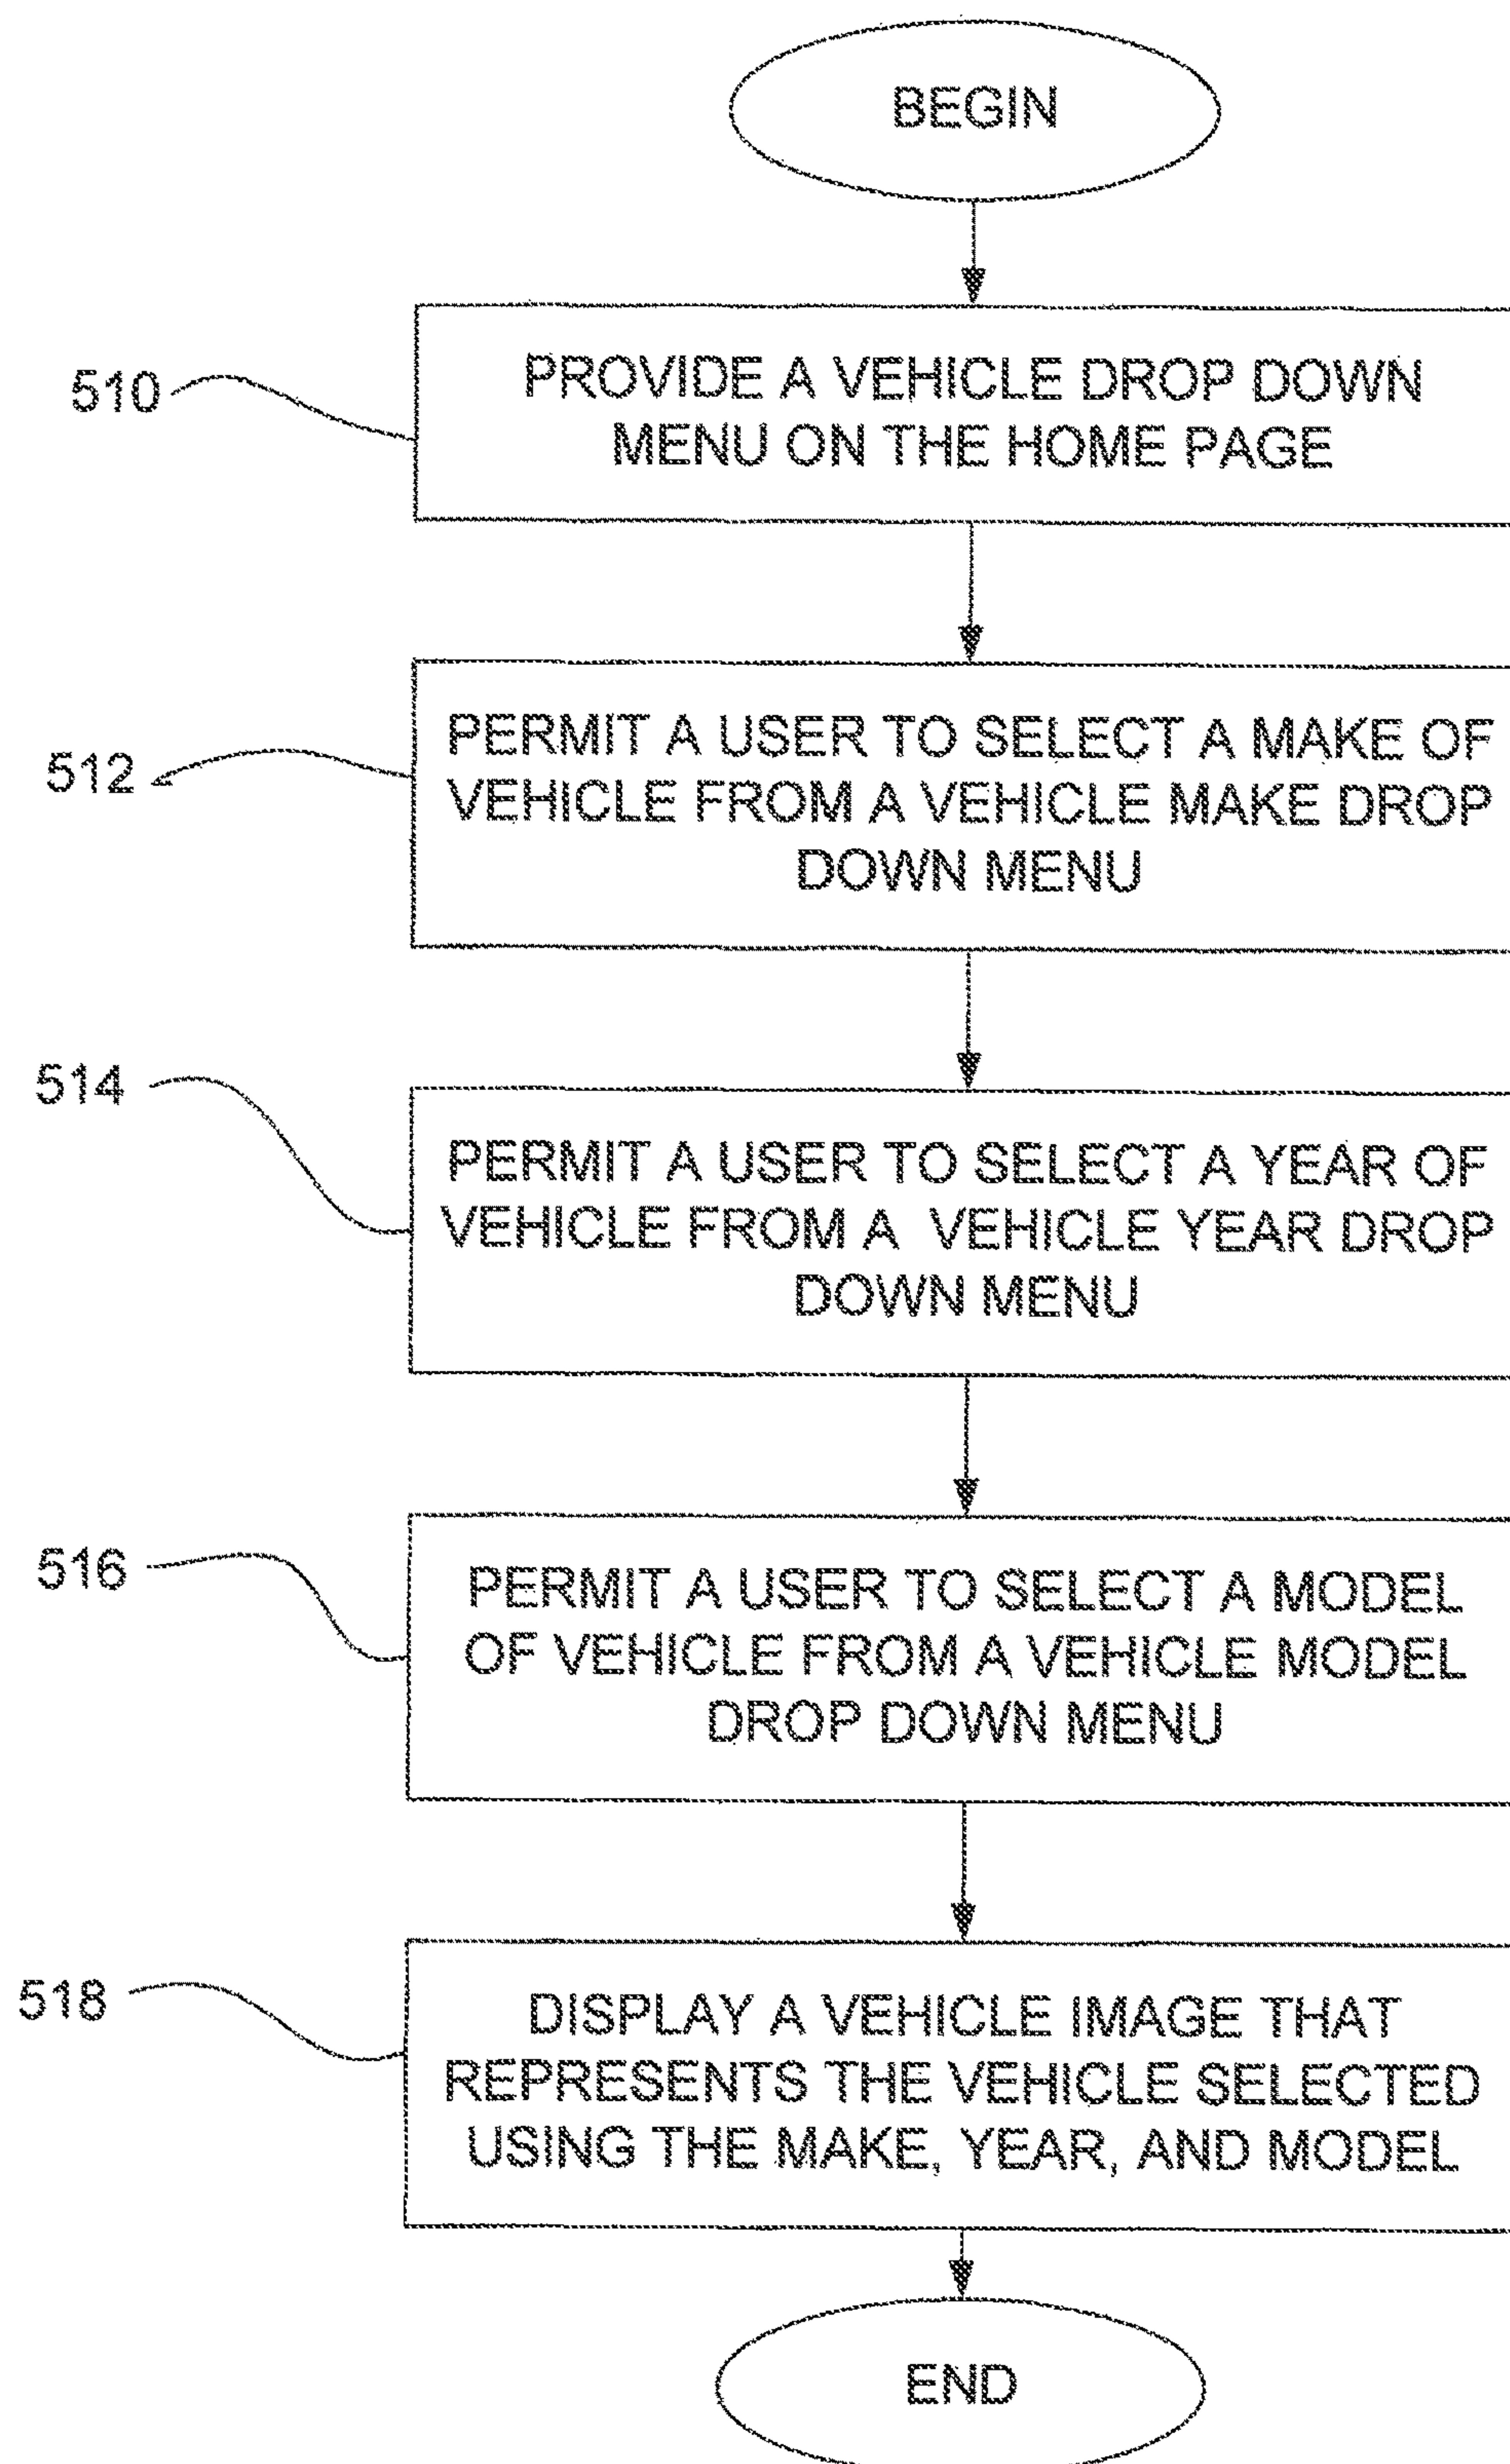 BEGIN
510
PROVIDE A VEHICLE DROP DOWN
MENU ON THE HOME PAGE
512
PERMIT A USER TO SELECT A MAKE OF
VEHICLE FROM A VEHICLE MAKE DROP
DOWN MENU
514
PERMIT A USER TO SELECT A YEAR OF
VEHICLE FROM A VEHICLE YEAR DROP
DOWN MENU
516
PERMIT A USER TO SELECT A MODEL
OF VEHICLE FROM A VEHICLE MODEL
DROP DOWN MENU
518
DISPLAY A VEHICLE IMAGE THAT
REPRESENTS THE VEHICLE SELECTED
USING THE MAKE, YEAR, AND MODEL
END